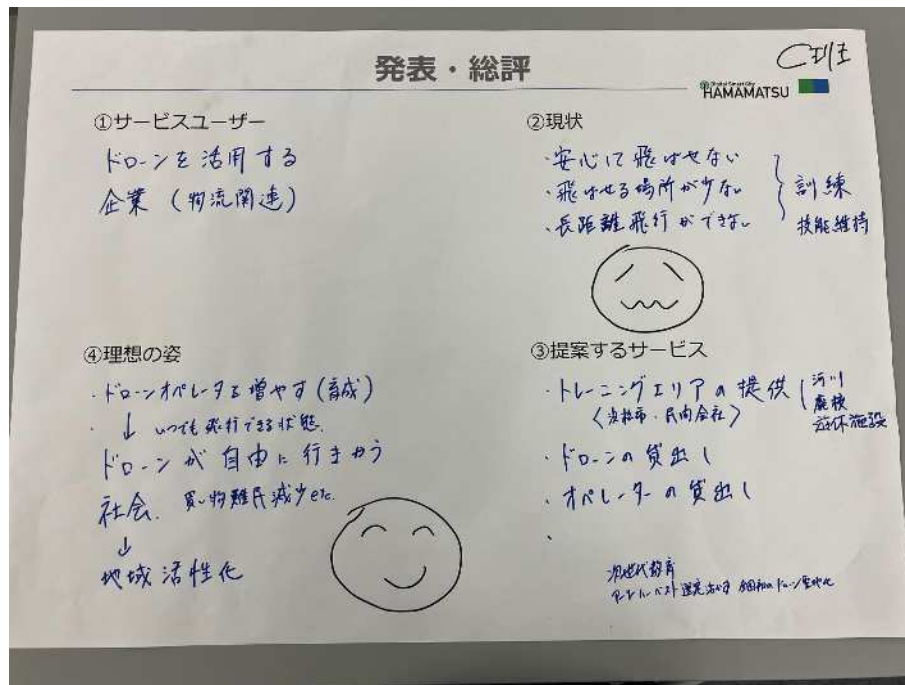 発表・総評
C班
Digital Smart City
HAMAMATSU
①サービスユーザー
ドローンを活用する
企業（物流関連）
②現状
・安心して飛ばせない
・飛ばせる場所が少ない
・長距離飛行ができない
訓練
技能維持
④理想の姿
・ドローンオペレータを増やす(育成)
・↓ いつでも飛行できる状態.
ドローンが自由に行きかう
社会. 買い物難民減少etc.
↓
地域活性化
③提案するサービス
・トレーニングエリアの提供
〈浜松市・民間会社〉
河川
廃校
遊休施設
・ドローンの貸出し
・オペレーターの貸出し
・
次世代教育